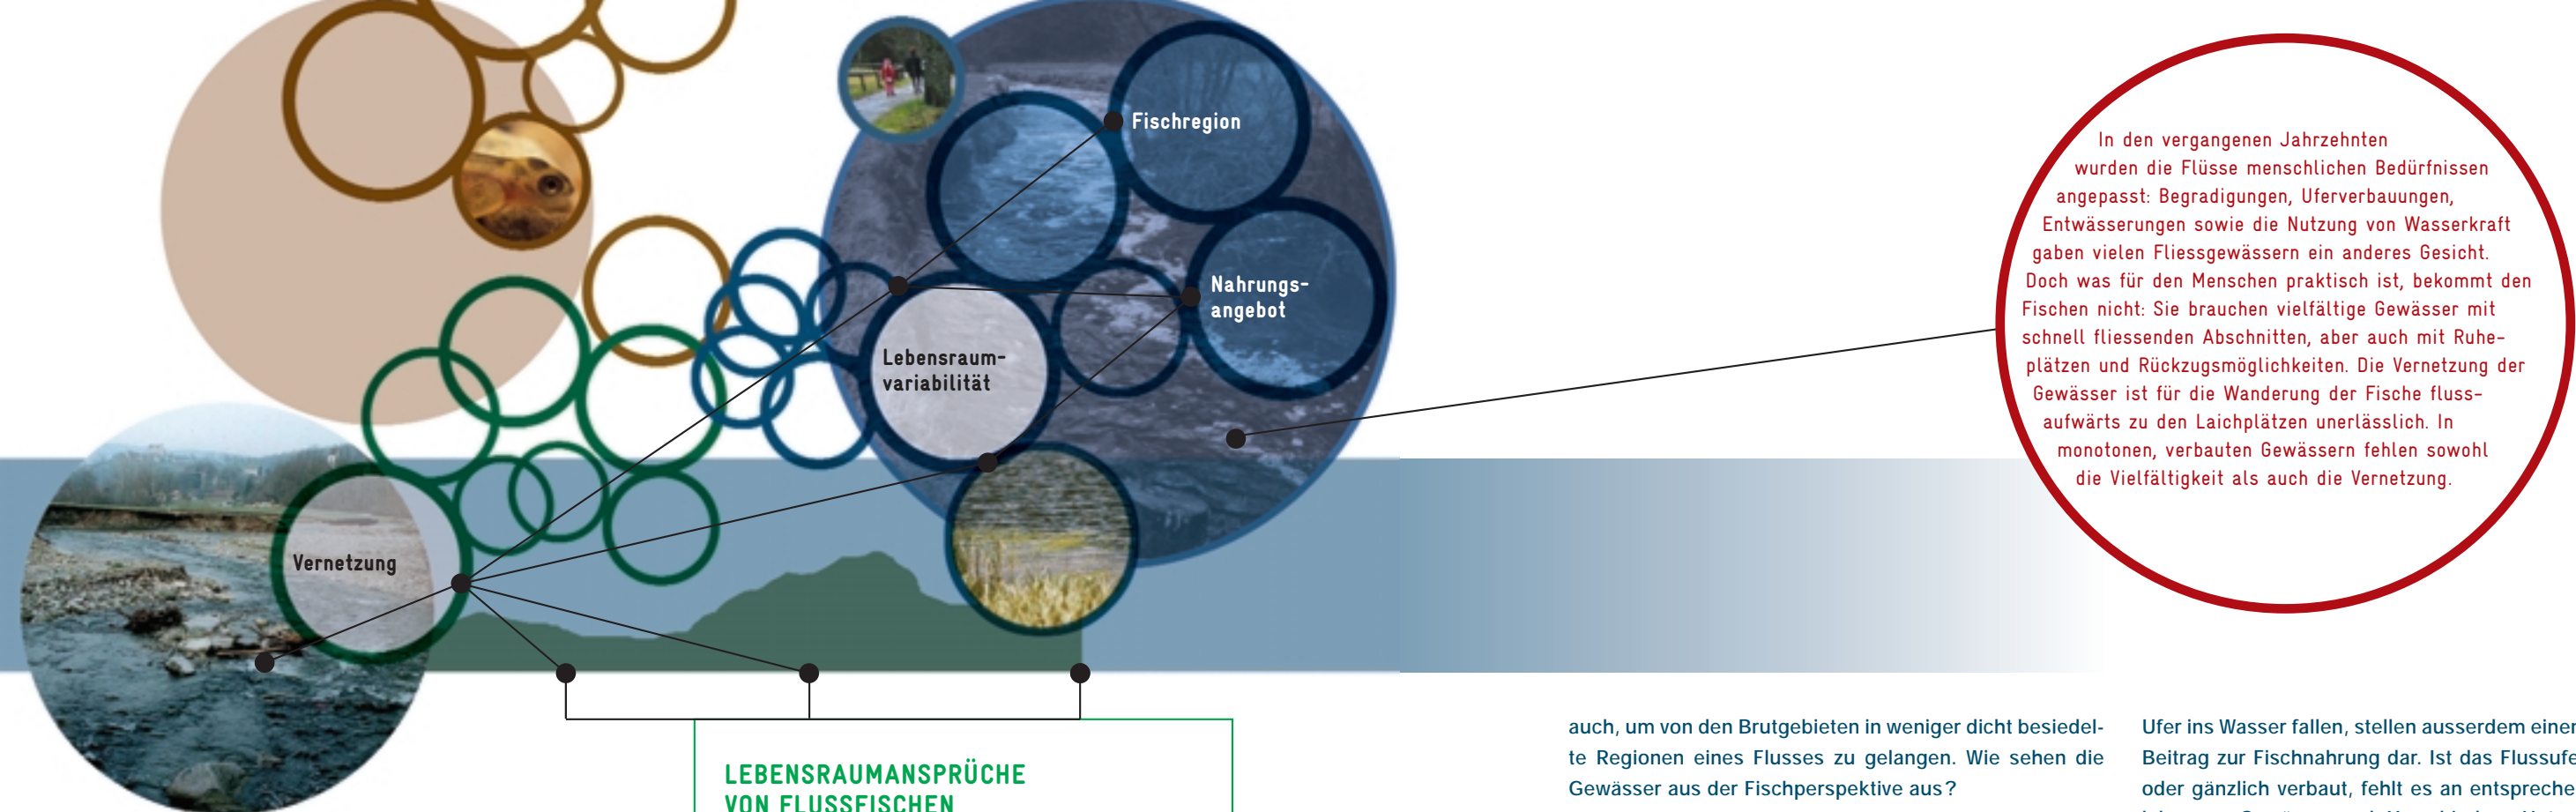 Fischregion
Nahrungs-
angebot
Lebensraum-
variabilität
Vernetzung
In den vergangenen Jahrzehnten
wurden die Flüsse menschlichen Bedürfnissen
angepasst: Begradigungen, Uferverbauungen,
Entwässerungen sowie die Nutzung von Wasserkraft
gaben vielen Fliessgewässern ein anderes Gesicht.
Doch was für den Menschen praktisch ist, bekommt den
Fischen nicht: Sie brauchen vielfältige Gewässer mit
schnell fliessenden Abschnitten, aber auch mit Ruhe-
plätzen und Rückzugsmöglichkeiten. Die Vernetzung der
Gewässer ist für die Wanderung der Fische fluss-
aufwärts zu den Laichplätzen unerlässlich. In
monotonen, verbauten Gewässern fehlen sowohl
die Vielfältigkeit als auch die Vernetzung.
LEBENSRAUMANSPRÜCHE
VON FLUSSFISCHEN
auch, um von den Brutgebieten in weniger dicht besiedel-
te Regionen eines Flusses zu gelangen. Wie sehen die
Gewässer aus der Fischperspektive aus?
Ufer ins Wasser fallen, stellen ausserdem einen
Beitrag zur Fischnahrung dar. Ist das Flussufe
oder gänzlich verbaut, fehlt es an entspreche